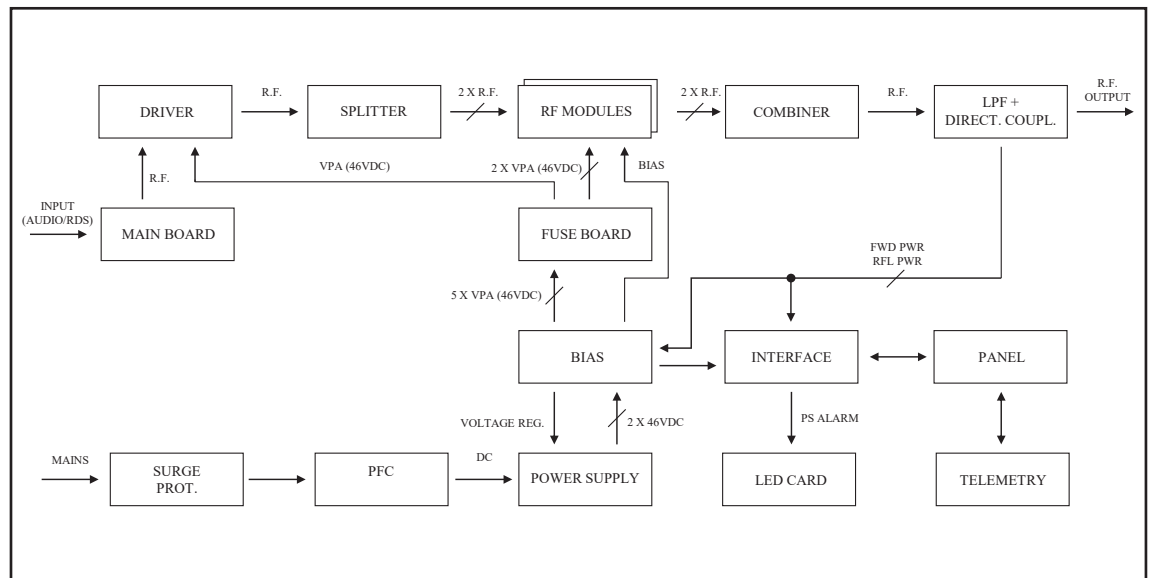 R.F.
2 X R.F.
2 X R.F.
R.F.
R.F.
OUTPUT
DRIVER
SPLITTER
RF MODULES
COMBINER
LPF +
DIRECT. COUPL.
VPA (46VDC)
2 X VPA (46VDC)
BIAS
R.F.
INPUT
(AUDIO/RDS)
MAIN BOARD
FUSE BOARD
FWD PWR
RFL PWR
5 X VPA (46VDC)
BIAS
INTERFACE
PANEL
VOLTAGE REG.
2 X 46VDC
PS ALARM
MAINS
DC
SURGE
PROT.
PFC
POWER SUPPLY
LED CARD
TELEMETRY